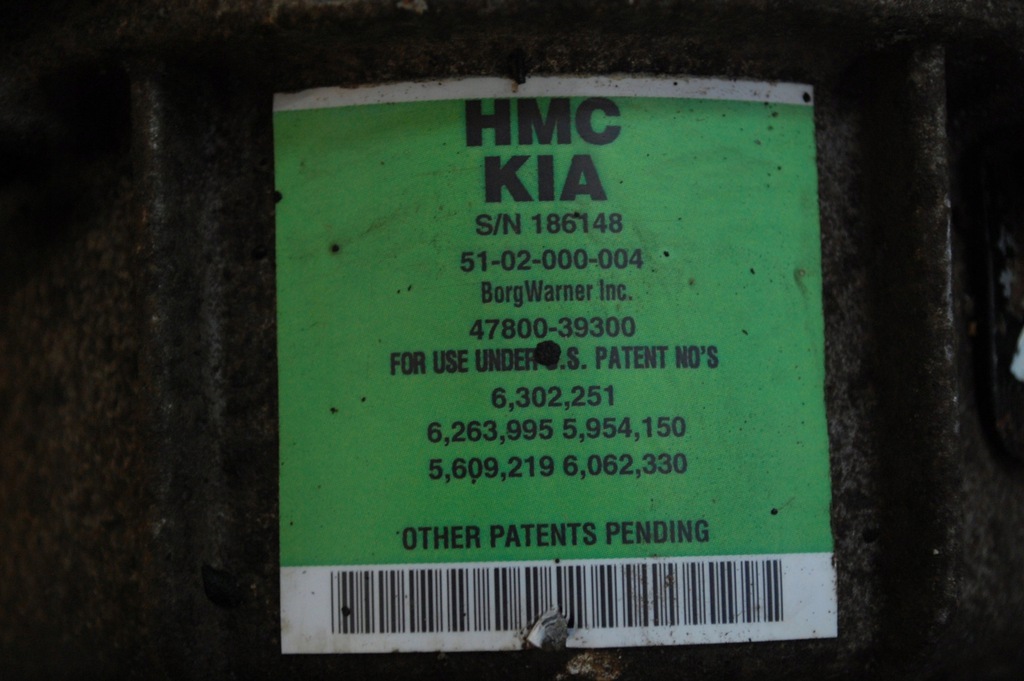 HMC
KIA
S/N 186148
51-02-000-004
BorgWarner Inc.
47800-39300
FOR USE UNDER U.S. PATENT NO'S
6,302,251
6,263,995 5,954,150
5,609,219 6,062,330
OTHER PATENTS PENDING